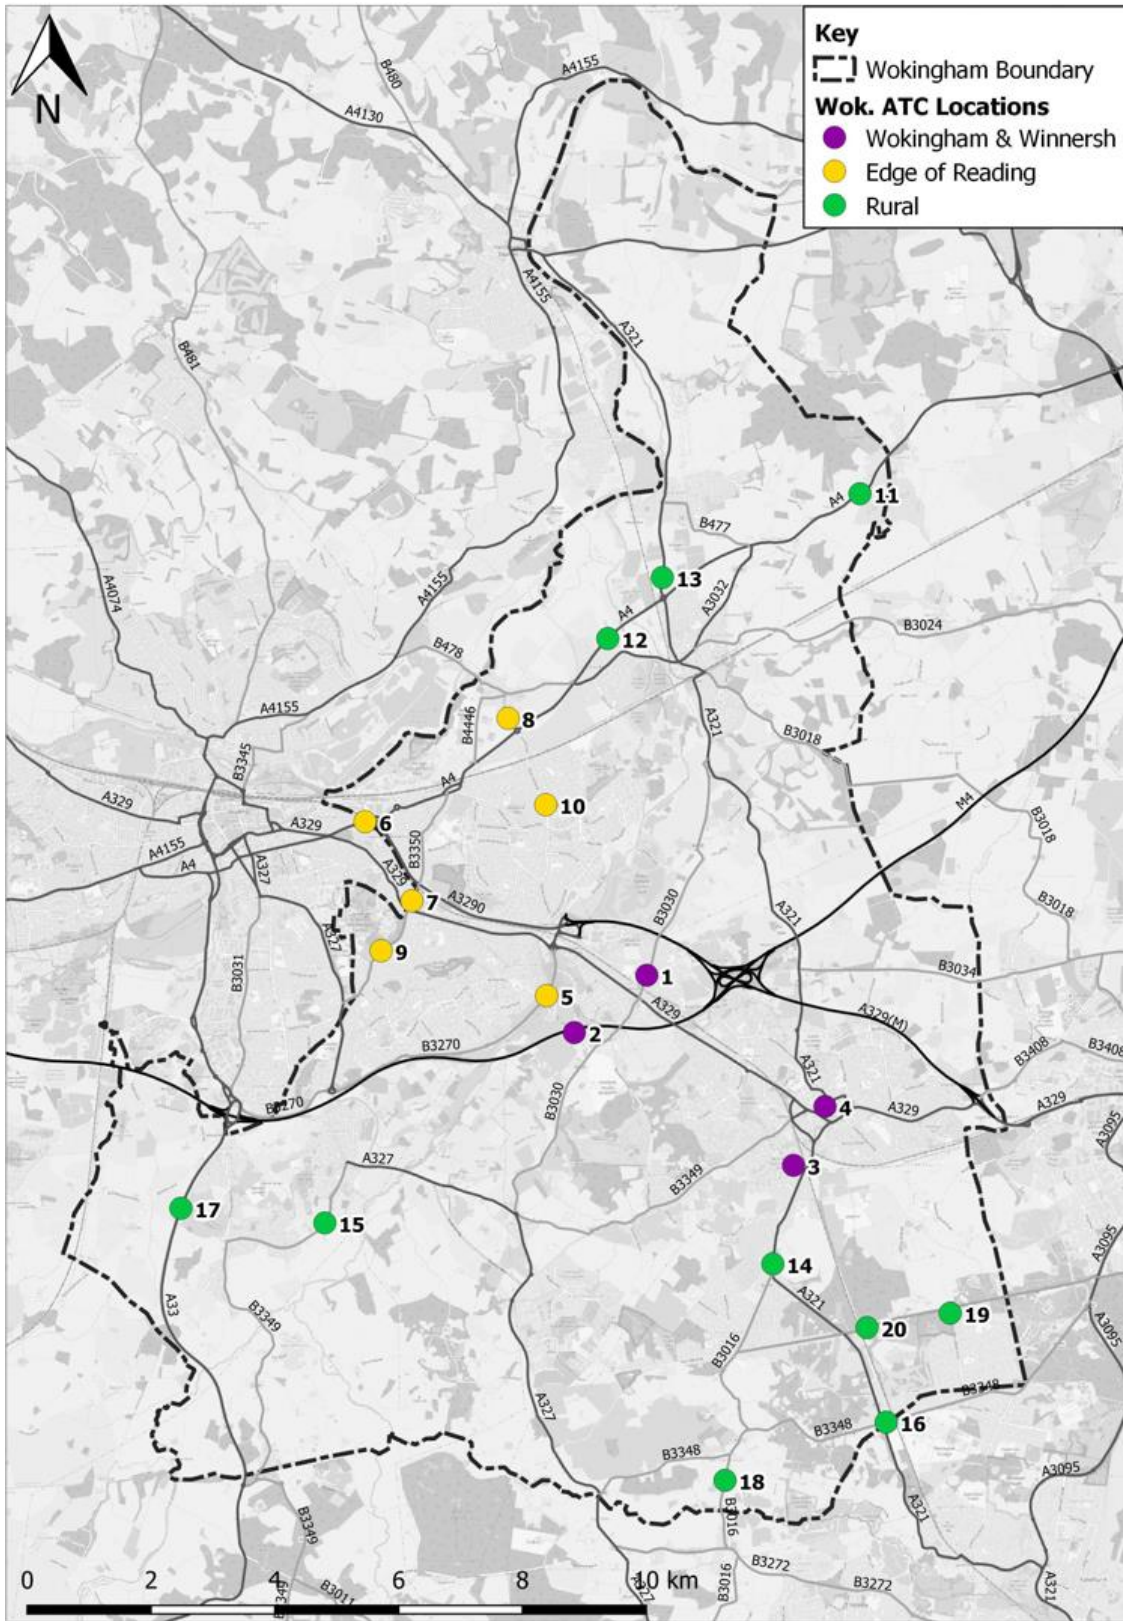 Key
Wokingham Boundary
Wok. ATC Locations
Wokingham & Winnersh
Edge of Reading
Rural
N
A4155
B480
A4130
A4155
A321
B481
A4
11
B477
A4074
A4155
13
A3032
A4
12
B3024
B478
A4155
8
B4446
A321
B3018
B3345
A4
M4
A329
10
A329
6
B3018
A4155
A4
A327
A329
B3350
7
A3290
B3030
A321
B3018
A327
9
B3031
1
B3034
5
A329
A329(M)
2
B3270
B3408
B3408
A321
B3030
B3270
4
A329
A329
A3095
A327
3
B3349
17
15
A3095
14
A33
A321
19
20
B3349
B3016
A3095
B3348
A327
B3348
16
B3348
18
A3095
B3016
A321
B3349
B3272
B3016
B3272
A321
B3349
B3011
A327
0 2 4 6 8 10 km